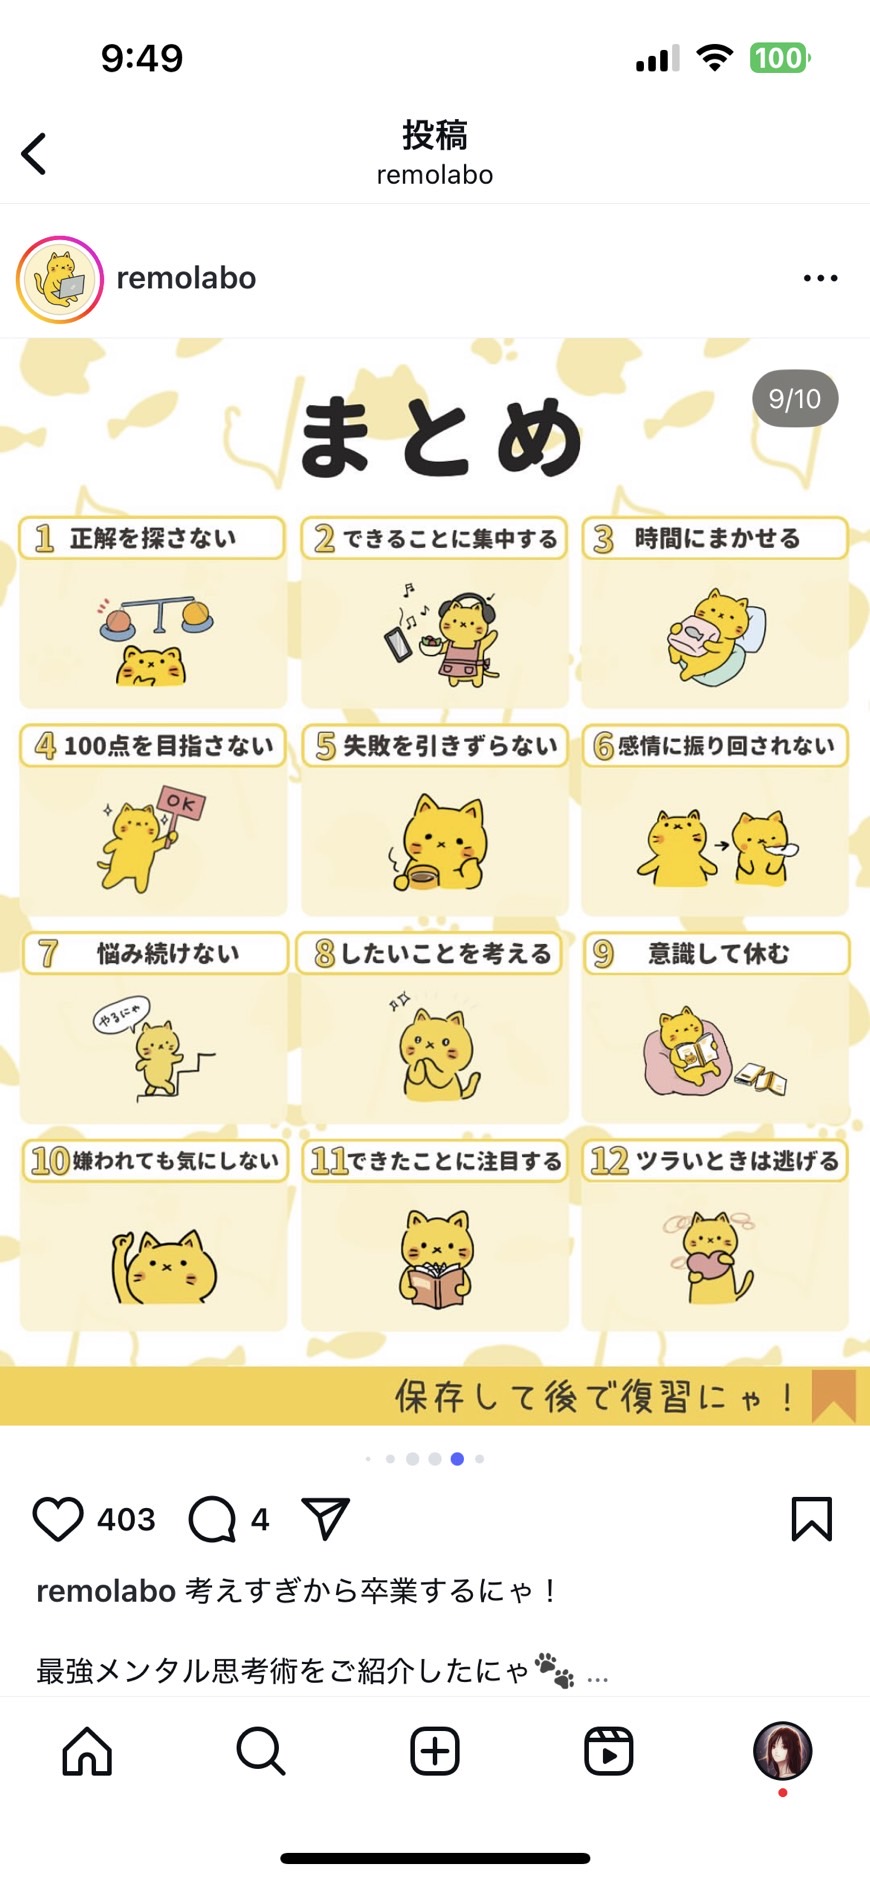 9:49
100
投稿
remolabo
remolabo
まとめ
9/10
1 正解を探さない
2 できることに集中する
3 時間にまかせる
4 100点を目指さない
OK
5 失敗を引きずらない
6 感情に振り回されない
7 悩み続けない
やるにゃ
8 したいことを考える
9 意識して休む
10 嫌われても気にしない
11 できたことに注目する
12 ツラいときは逃げる
保存して後で復習にゃ！
403
4
remolabo 考えすぎから卒業するにゃ！
最強メンタル思考術をご紹介したにゃ🐾 ...